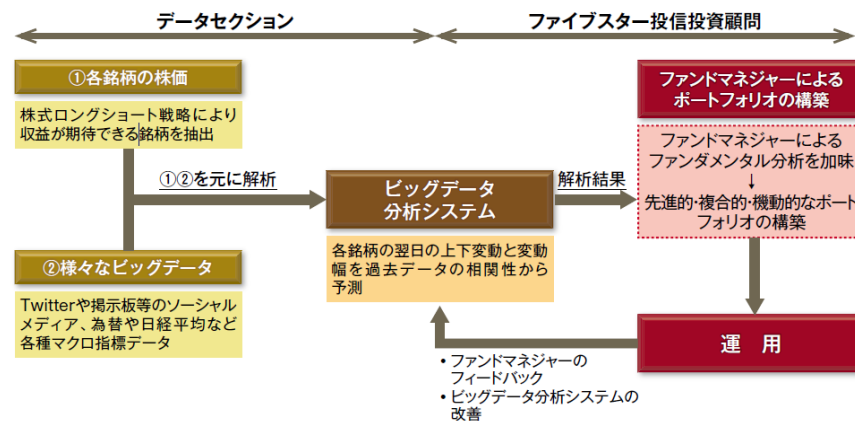 データセクション
ファイブスター投信投資顧問
①各銘柄の株価
株式ロングショート戦略により
収益が期待できる銘柄を抽出
①②を元に解析
②様々なビッグデータ
Twitterや掲示板等のソーシャル
メディア、為替や日経平均など
各種マクロ指標データ
ビッグデータ
分析システム
各銘柄の翌日の上下変動と変動
幅を過去データの相関性から
予測
解析結果
ファンドマネジャーによる
ポートフォリオの構築
ファンドマネジャーによる
ファンダメンタル分析を加味
↓
先進的・複合的・機動的なポート
フォリオの構築
運 用
・ファンドマネジャーの
フィードバック
・ビッグデータ分析システムの
改善